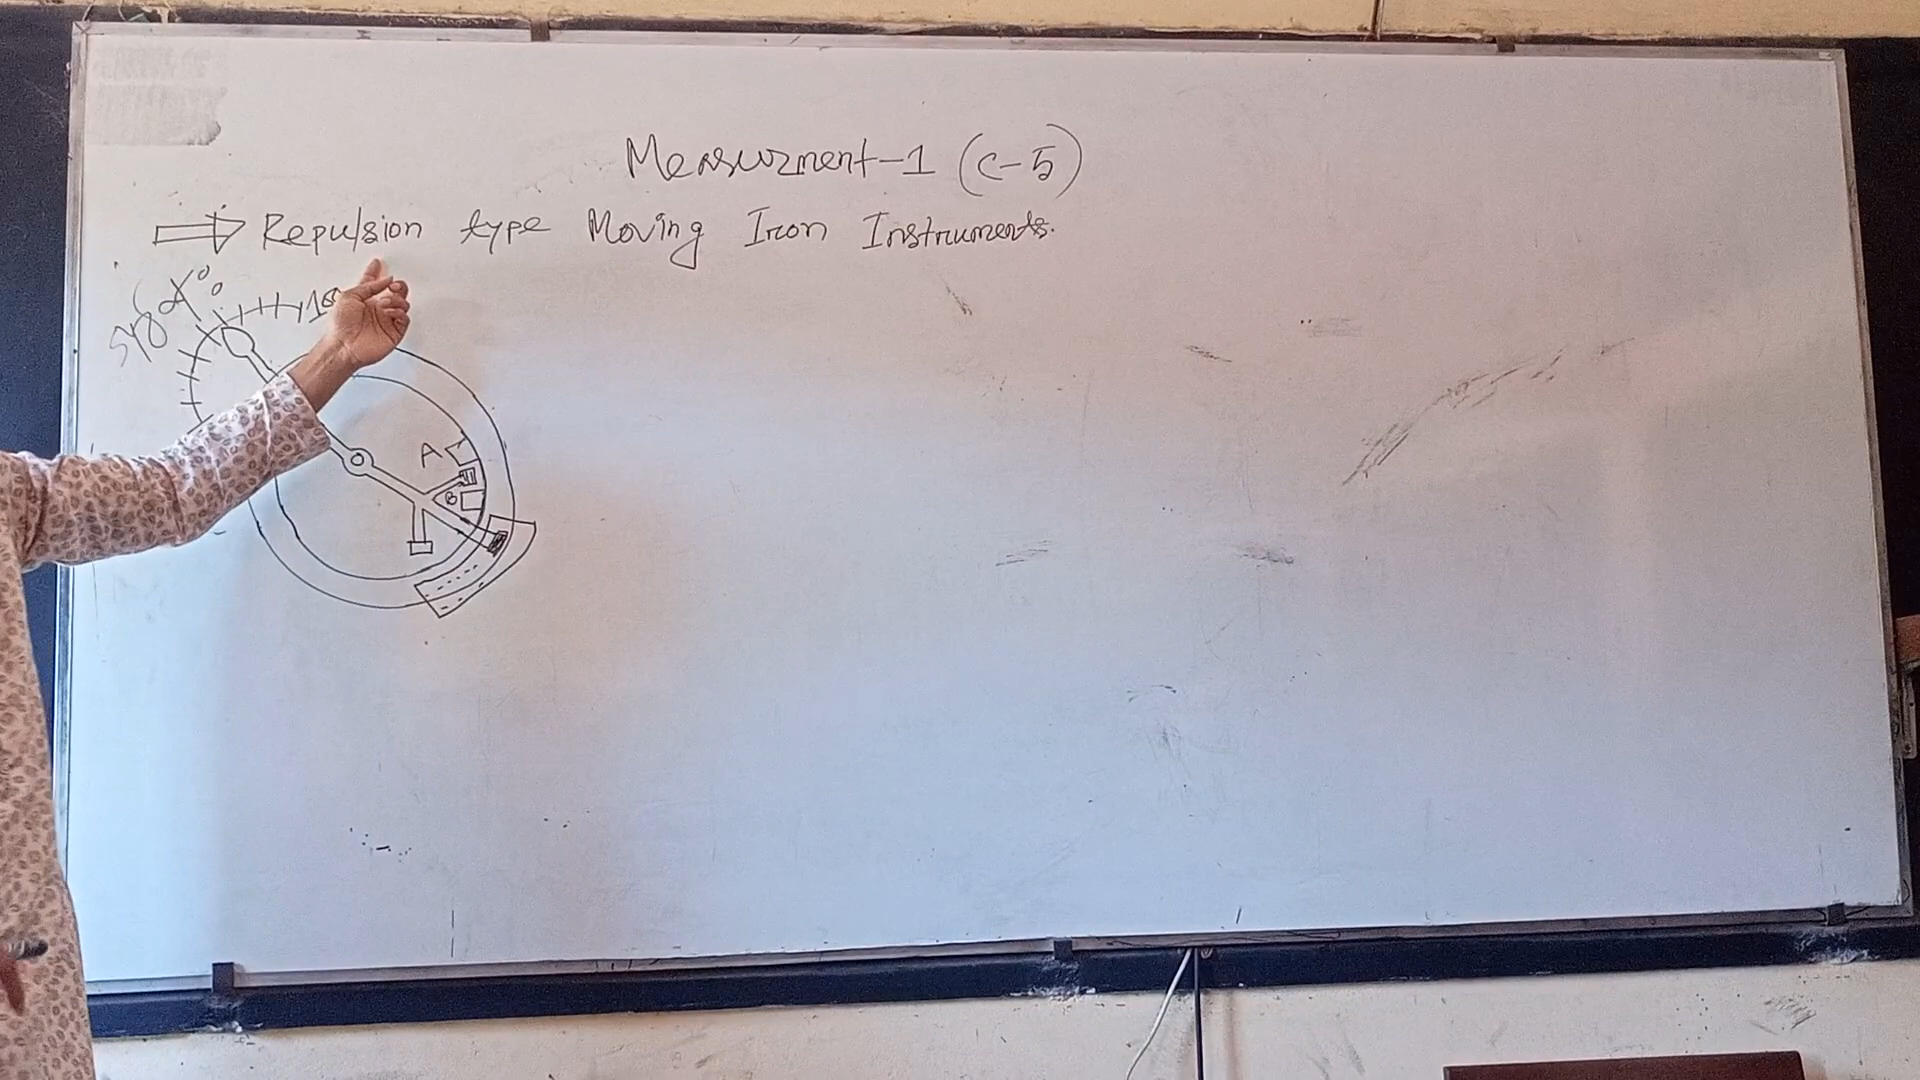 Measurment-1 (C-5)
⇒ Repulsion type Moving Iron Instruments.
A
B